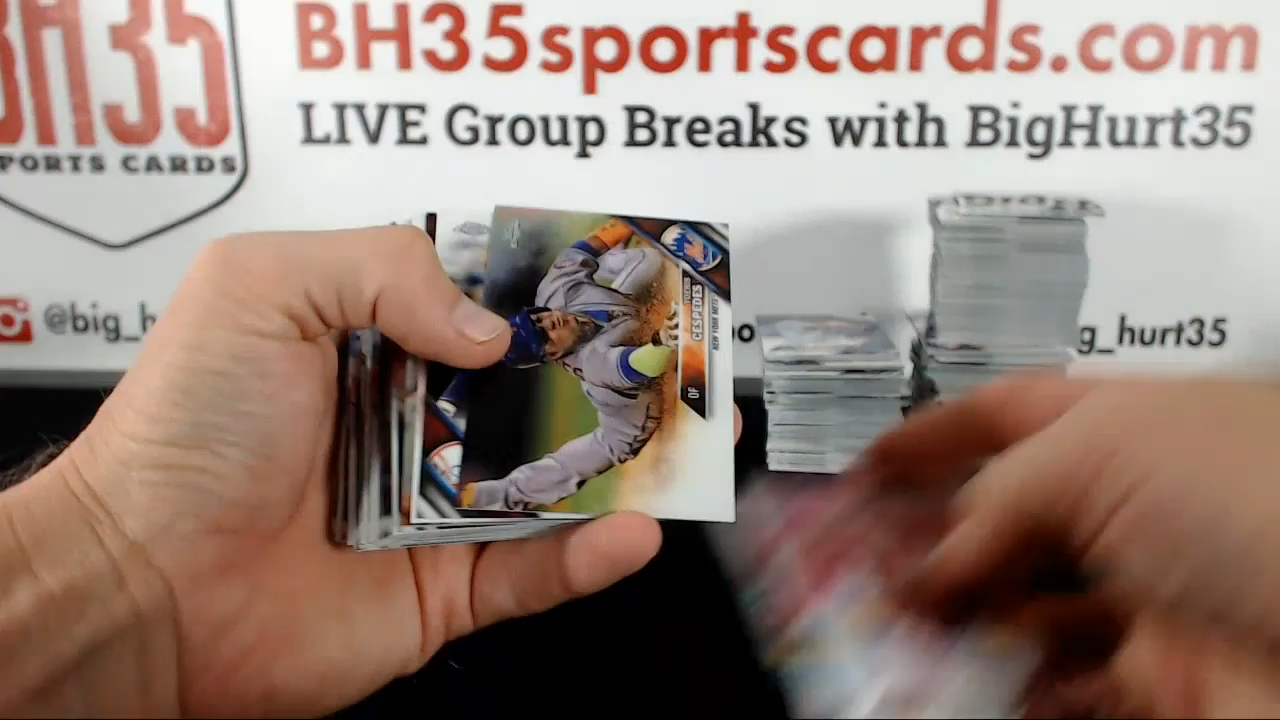 BH35
SPORTS CARDS
BH35sportscards.com
LIVE Group Breaks with BigHurt35
@big_h
g_hurt35
CESPEDES
NEW YORK METS
OF